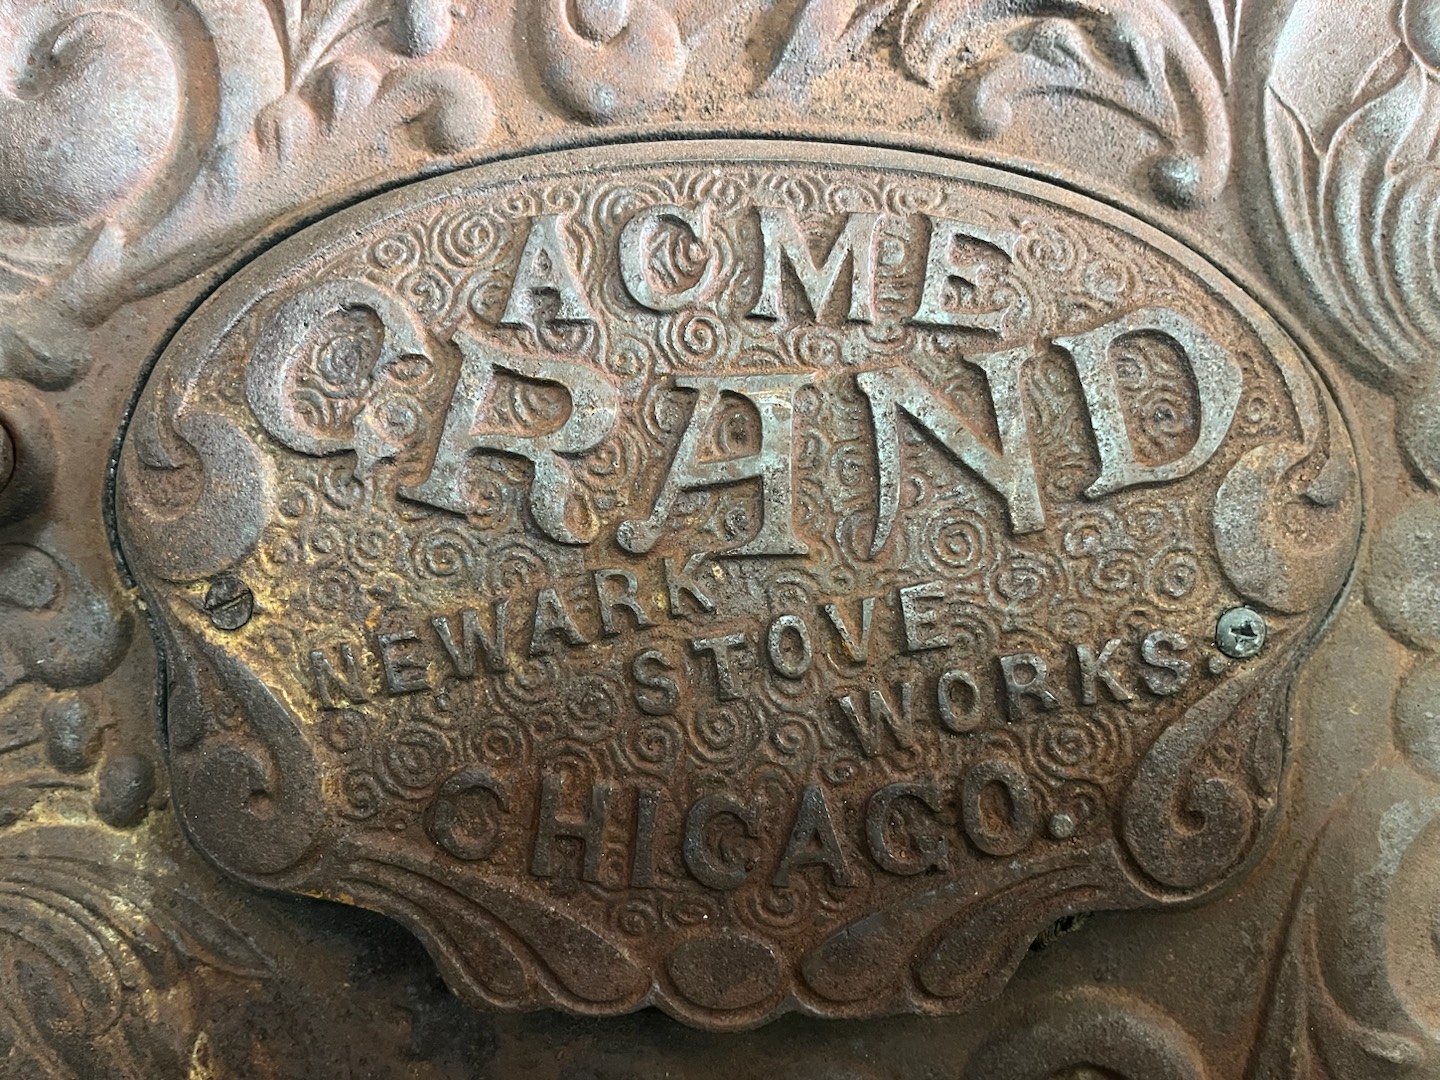 ACME
GRAND
NEWARK
STOVE
WORKS.
CHICAGO.